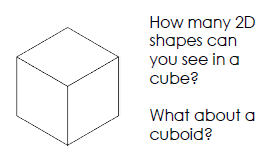 How many 2D
shapes can
you see in a
cube?
What about a
cuboid?